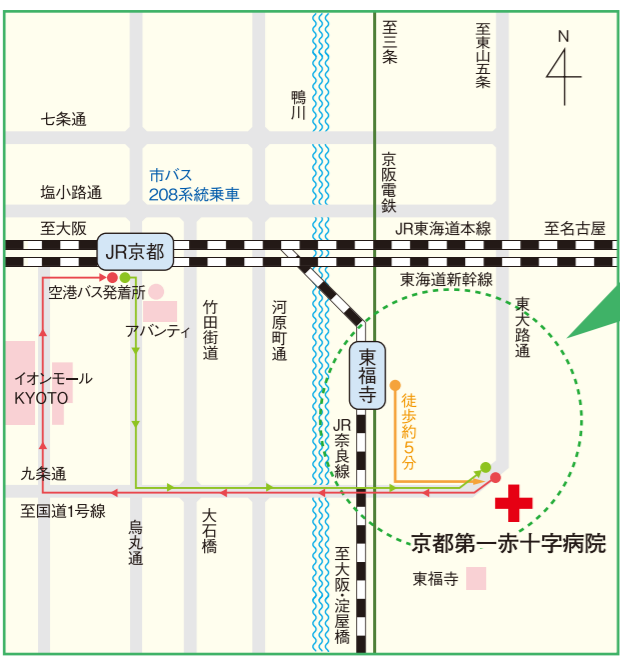 至三条
至東山五条
N
鴨川
七条通
京阪電鉄
市バス
208系統乗車
塩小路通
至大阪
JR東海道本線
至名古屋
JR京都
東海道新幹線
空港バス発着所
アバンティ
竹田街道
河原町通
東大路通
東福寺
イオンモール
KYOTO
徒歩約5分
JR奈良線
九条通
至国道1号線
烏丸通
大石橋
至大阪・淀屋橋
京都第一赤十字病院
東福寺